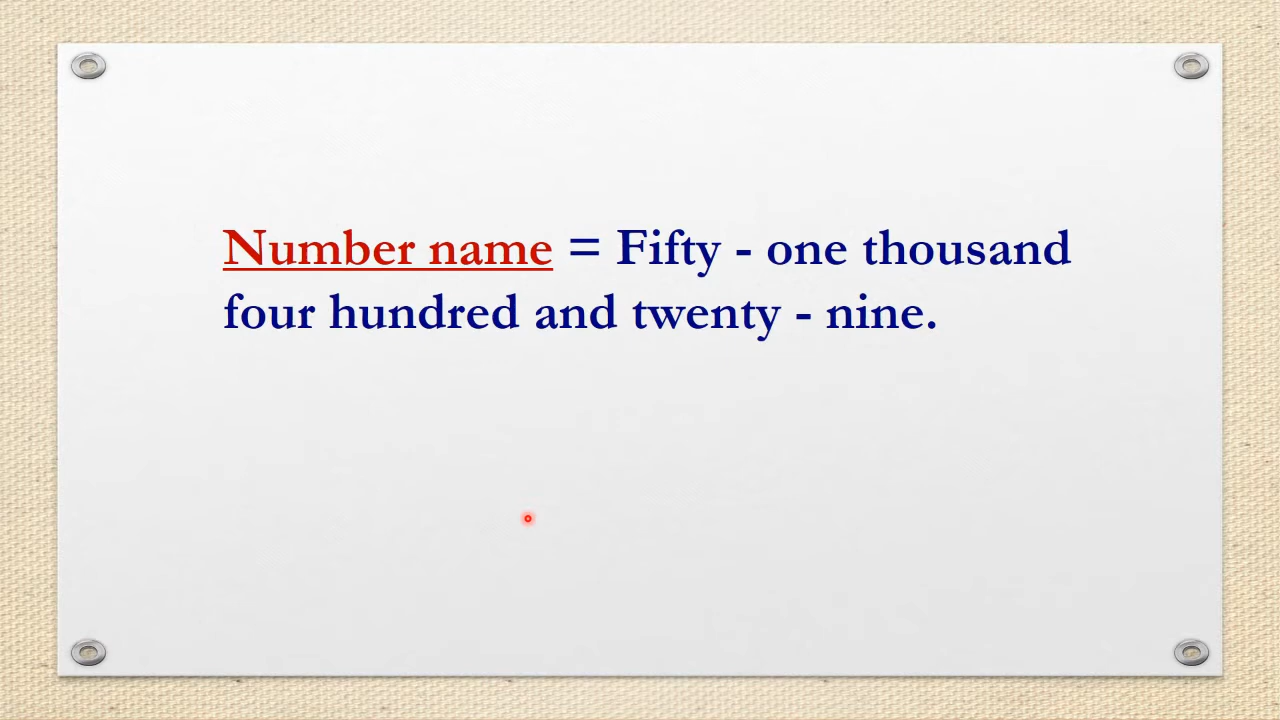 Number name = Fifty - one thousand
four hundred and twenty - nine.